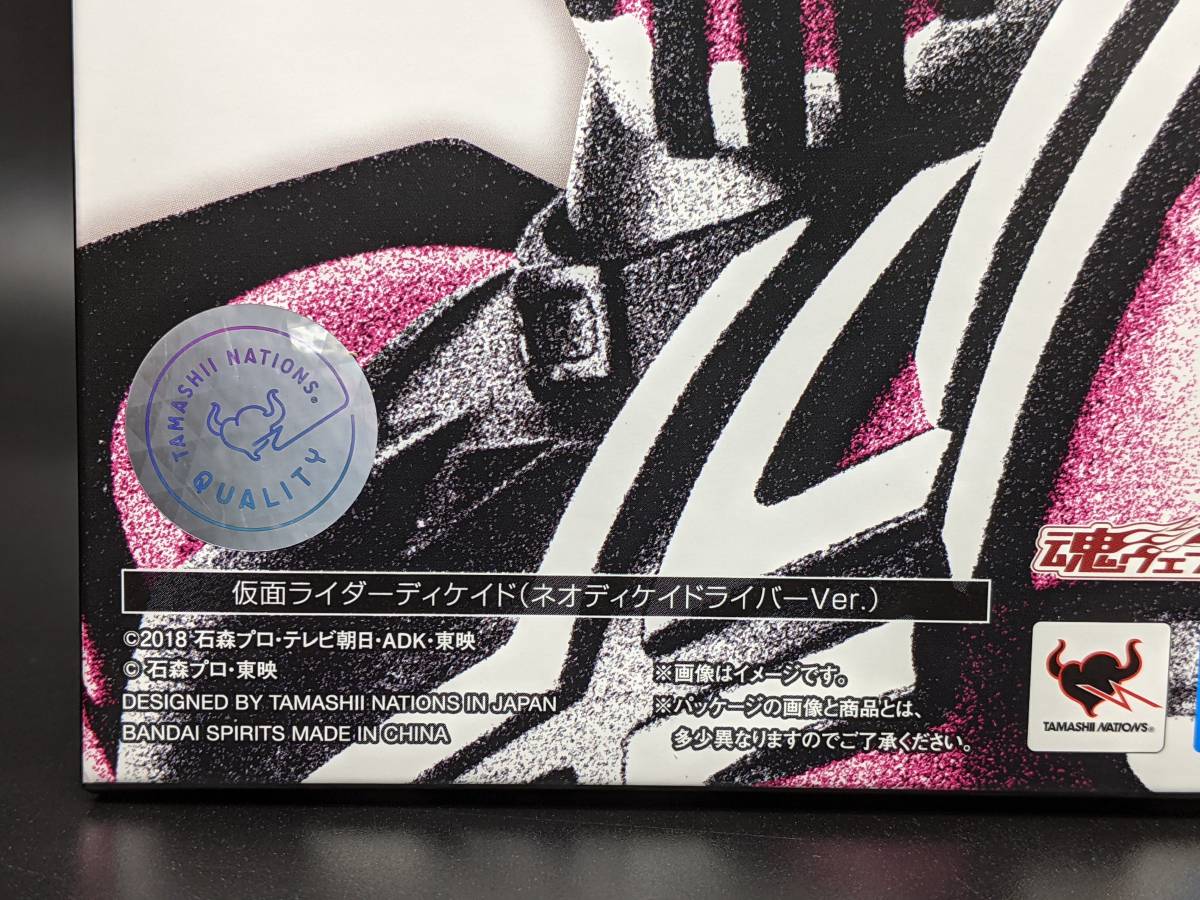 TAMASHII NATIONS®
QUALITY
仮面ライダーディケイド(ネオディケイドライバーVer.)
©2018 石森プロ・テレビ朝日・ADK・東映
© 石森プロ・東映
DESIGNED BY TAMASHII NATIONS IN JAPAN
BANDAI SPIRITS MADE IN CHINA
※画像はイメージです。
※パッケージの画像と商品とは、
多少異なりますのでご了承ください。
魂ウェブ
TAMASHII NATIONS®